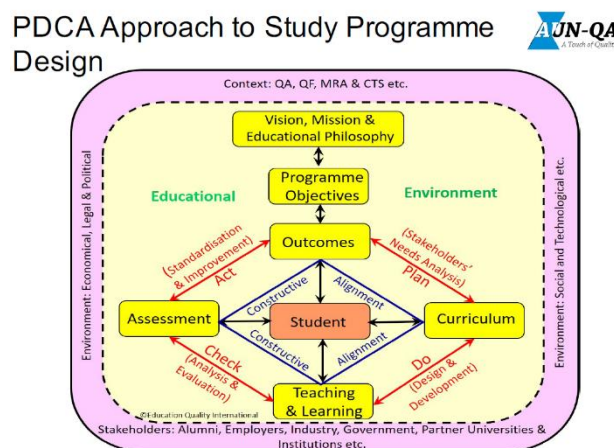 PDCA Approach to Study Programme
Design
AUN-QA
A Touch of Quality
Context: QA, QF, MRA & CTS etc.
Vision, Mission &
Educational Philosophy
Programme
Objectives
Educational
Environment
Environment: Economical, Legal & Political
Environment: Social and Technological etc.
Outcomes
(Standardisation
& Improvement)
Act
(Stakeholders'
Needs Analysis)
Plan
Constructive
Alignment
Assessment
Student
Curriculum
Constructive
Alignment
Check
(Analysis &
Evaluation)
Do
(Design &
Development)
Teaching
& Learning
©Education Quality International
Stakeholders: Alumni, Employers, Industry, Government, Partner Universities &
Institutions etc.